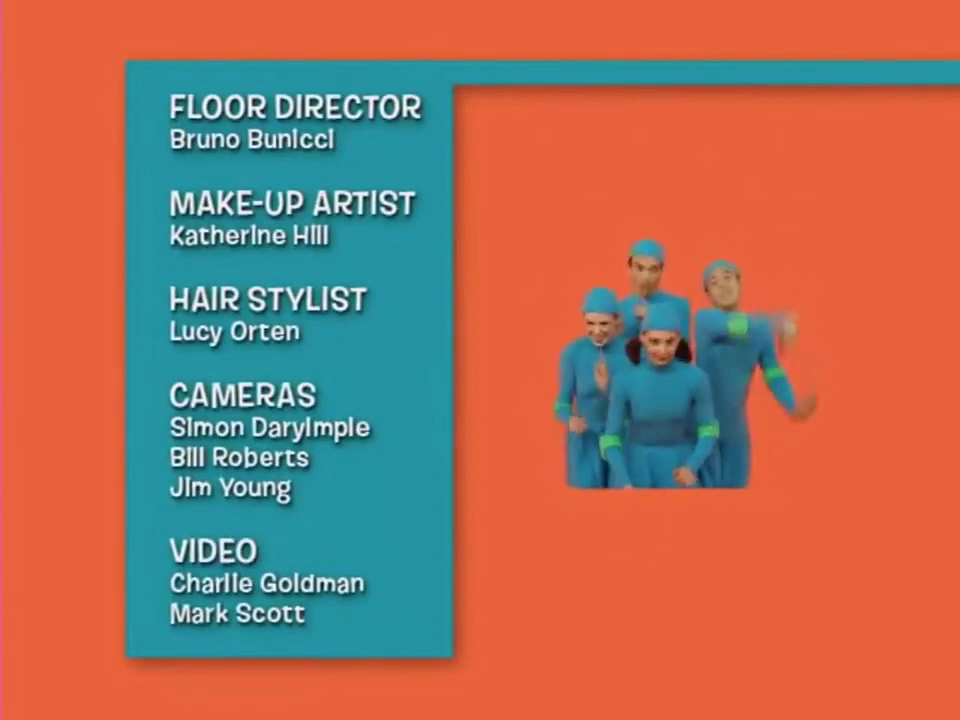 FLOOR DIRECTOR
Bruno Bunicci
MAKE-UP ARTIST
Katherine Hill
HAIR STYLIST
Lucy Orten
CAMERAS
Simon Darylmple
Bill Roberts
Jim Young
VIDEO
Charlie Goldman
Mark Scott